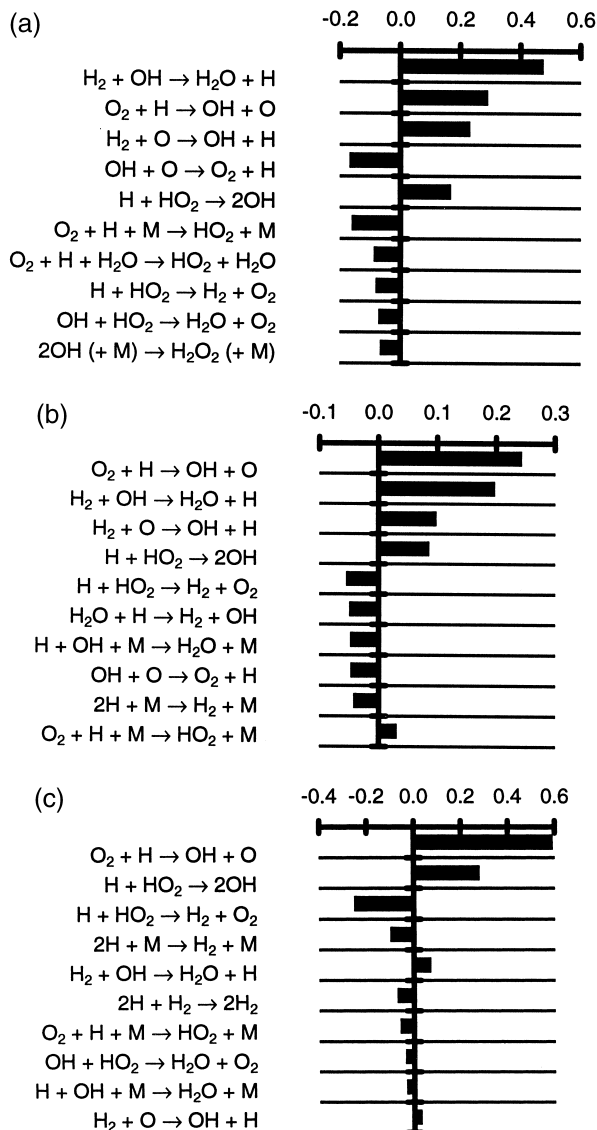 (a)
-0.2 0.0 0.2 0.4 0.6
H₂ + OH → H₂O + H
O₂ + H → OH + O
H₂ + O → OH + H
OH + O → O₂ + H
H + HO₂ → 2OH
O₂ + H + M → HO₂ + M
O₂ + H + H₂O → HO₂ + H₂O
H + HO₂ → H₂ + O₂
OH + HO₂ → H₂O + O₂
2OH (+ M) → H₂O₂ (+ M)
(b)
-0.1 0.0 0.1 0.2 0.3
O₂ + H → OH + O
H₂ + OH → H₂O + H
H₂ + O → OH + H
H + HO₂ → 2OH
H + HO₂ → H₂ + O₂
H₂O + H → H₂ + OH
H + OH + M → H₂O + M
OH + O → O₂ + H
2H + M → H₂ + M
O₂ + H + M → HO₂ + M
(c)
-0.4 -0.2 0.0 0.2 0.4 0.6
O₂ + H → OH + O
H + HO₂ → 2OH
H + HO₂ → H₂ + O₂
2H + M → H₂ + M
H₂ + OH → H₂O + H
2H + H₂ → 2H₂
O₂ + H + M → HO₂ + M
OH + HO₂ → H₂O + O₂
H + OH + M → H₂O + M
H₂ + O → OH + H